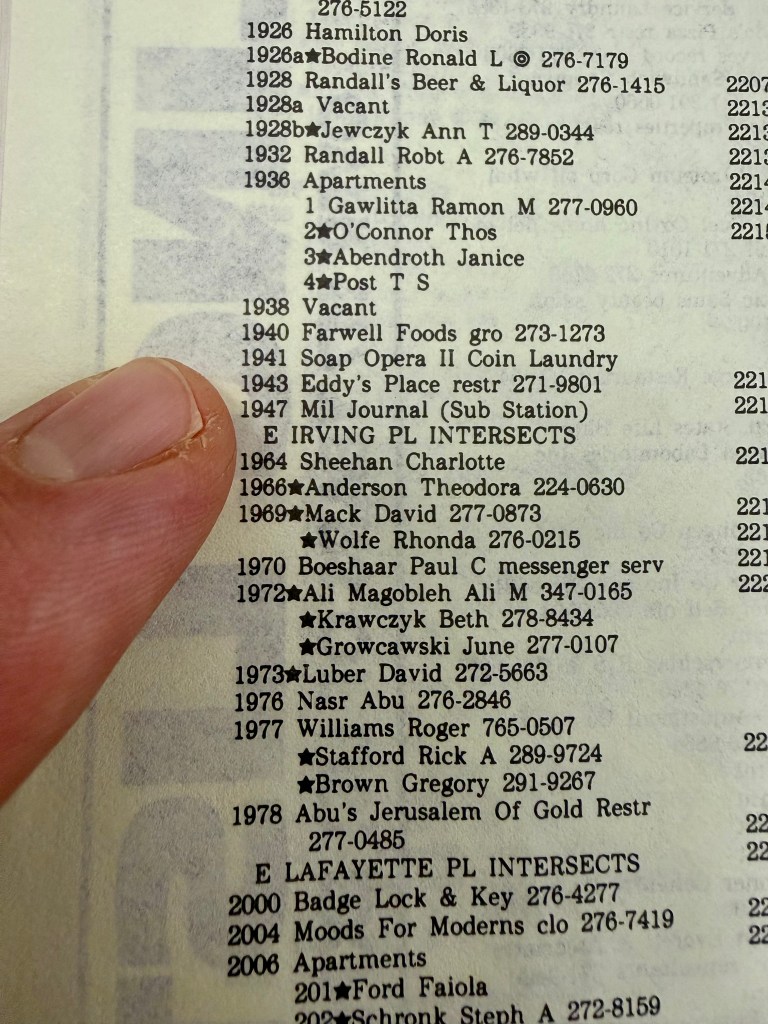 276-5122
1926 Hamilton Doris
1926a★Bodine Ronald L ◎ 276-7179
1928 Randall's Beer & Liquor 276-1415
1928a Vacant
1928b★Jewczyk Ann T 289-0344
1932 Randall Robt A 276-7852
1936 Apartments
1 Gawlitta Ramon M 277-0960
2★O'Connor Thos
3★Abendroth Janice
4★Post T S
1938 Vacant
1940 Farwell Foods gro 273-1273
1941 Soap Opera II Coin Laundry
1943 Eddy's Place restr 271-9801
1947 Mil Journal (Sub Station)
E IRVING PL INTERSECTS
1964 Sheehan Charlotte
1966★Anderson Theodora 224-0630
1969★Mack David 277-0873
★Wolfe Rhonda 276-0215
1970 Boeshaar Paul C messenger serv
1972★Ali Magobleh Ali M 347-0165
★Krawczyk Beth 278-8434
★Growcawski June 277-0107
1973★Luber David 272-5663
1976 Nasr Abu 276-2846
1977 Williams Roger 765-0507
★Stafford Rick A 289-9724
★Brown Gregory 291-9267
1978 Abu's Jerusalem Of Gold Restr
277-0485
E LAFAYETTE PL INTERSECTS
2000 Badge Lock & Key 276-4277
2004 Moods For Moderns clo 276-7419
2006 Apartments
201★Ford Faiola
202★Schronk Steph A 272-8159
2207